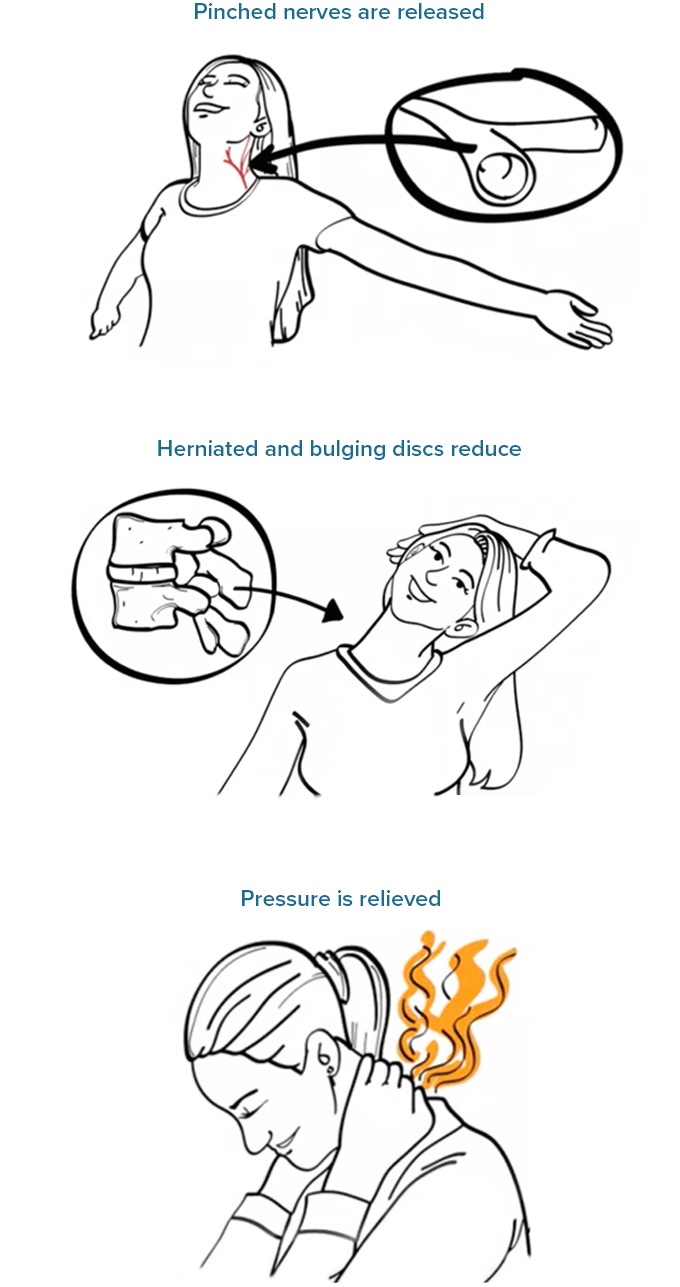 Pinched nerves are released
Herniated and bulging discs reduce
Pressure is relieved